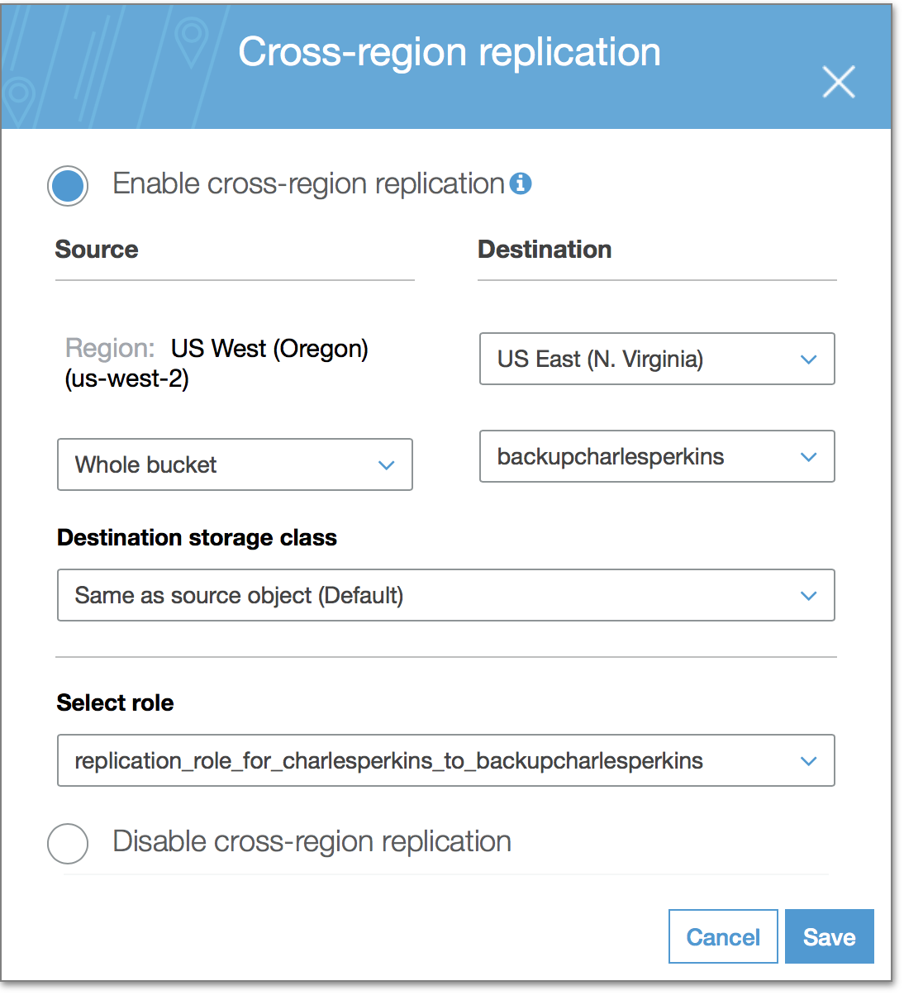 Cross-region replication
Enable cross-region replication
Source
Destination
Region: US West (Oregon)
(us-west-2)
US East (N. Virginia)
Whole bucket
backupcharlesperkins
Destination storage class
Same as source object (Default)
Select role
replication_role_for_charlesperkins_to_backupcharlesperkins
Disable cross-region replication
Cancel
Save